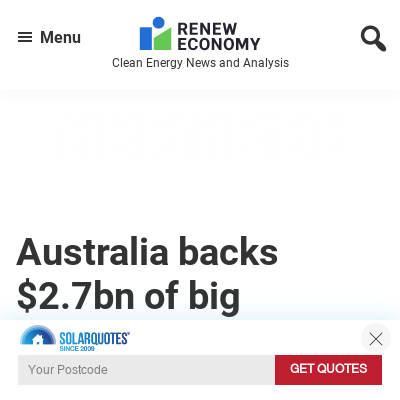 Menu
RENEW
ECONOMY
Clean Energy News and Analysis
Australia backs
$2.7bn of big
SOLARQUOTES
SINCE 2009
Your Postcode
GET QUOTES